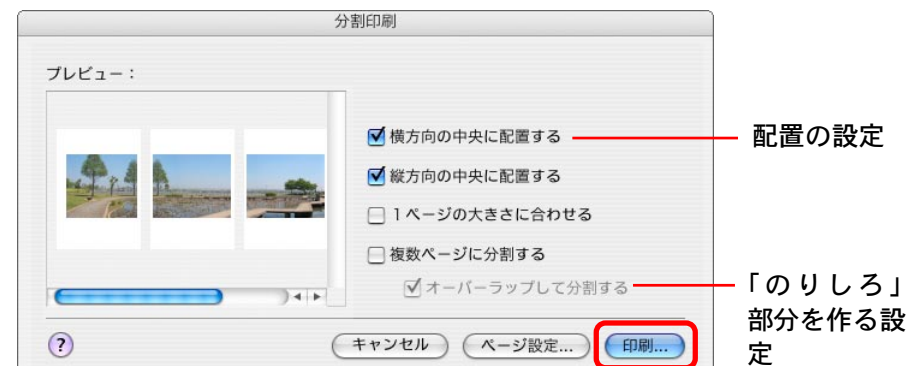 分割印刷
プレビュー：
横方向の中央に配置する
配置の設定
縦方向の中央に配置する
1ページの大きさに合わせる
複数ページに分割する
オーバーラップして分割する
「のりしろ」
部分を作る設
定
?
キャンセル
ページ設定...
印刷...